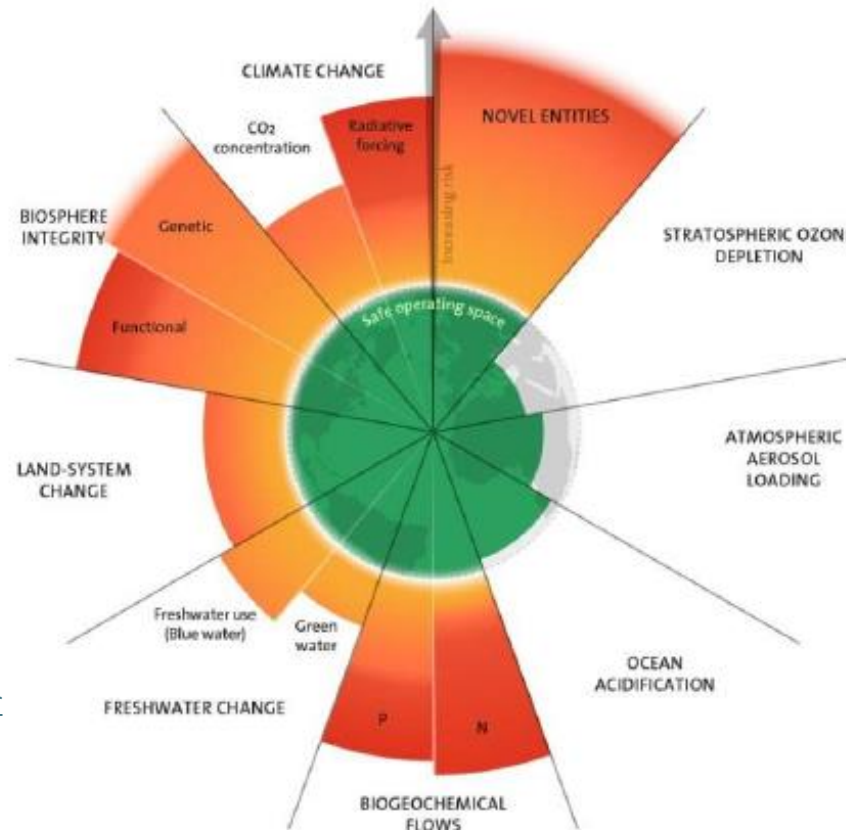 CLIMATE CHANGE
CO2
concentration
Radiative
forcing
Increasing risk
NOVEL ENTITIES
STRATOSPHERIC OZON
DEPLETION
BIOSPHERE
INTEGRITY
Genetic
Functional
Safe operating space
ATMOSPHERIC
AEROSOL
LOADING
LAND-SYSTEM
CHANGE
Freshwater use
(Blue water)
Green
water
FRESHWATER CHANGE
P
N
OCEAN
ACIDIFICATION
BIOGEOCHEMICAL
FLOWS